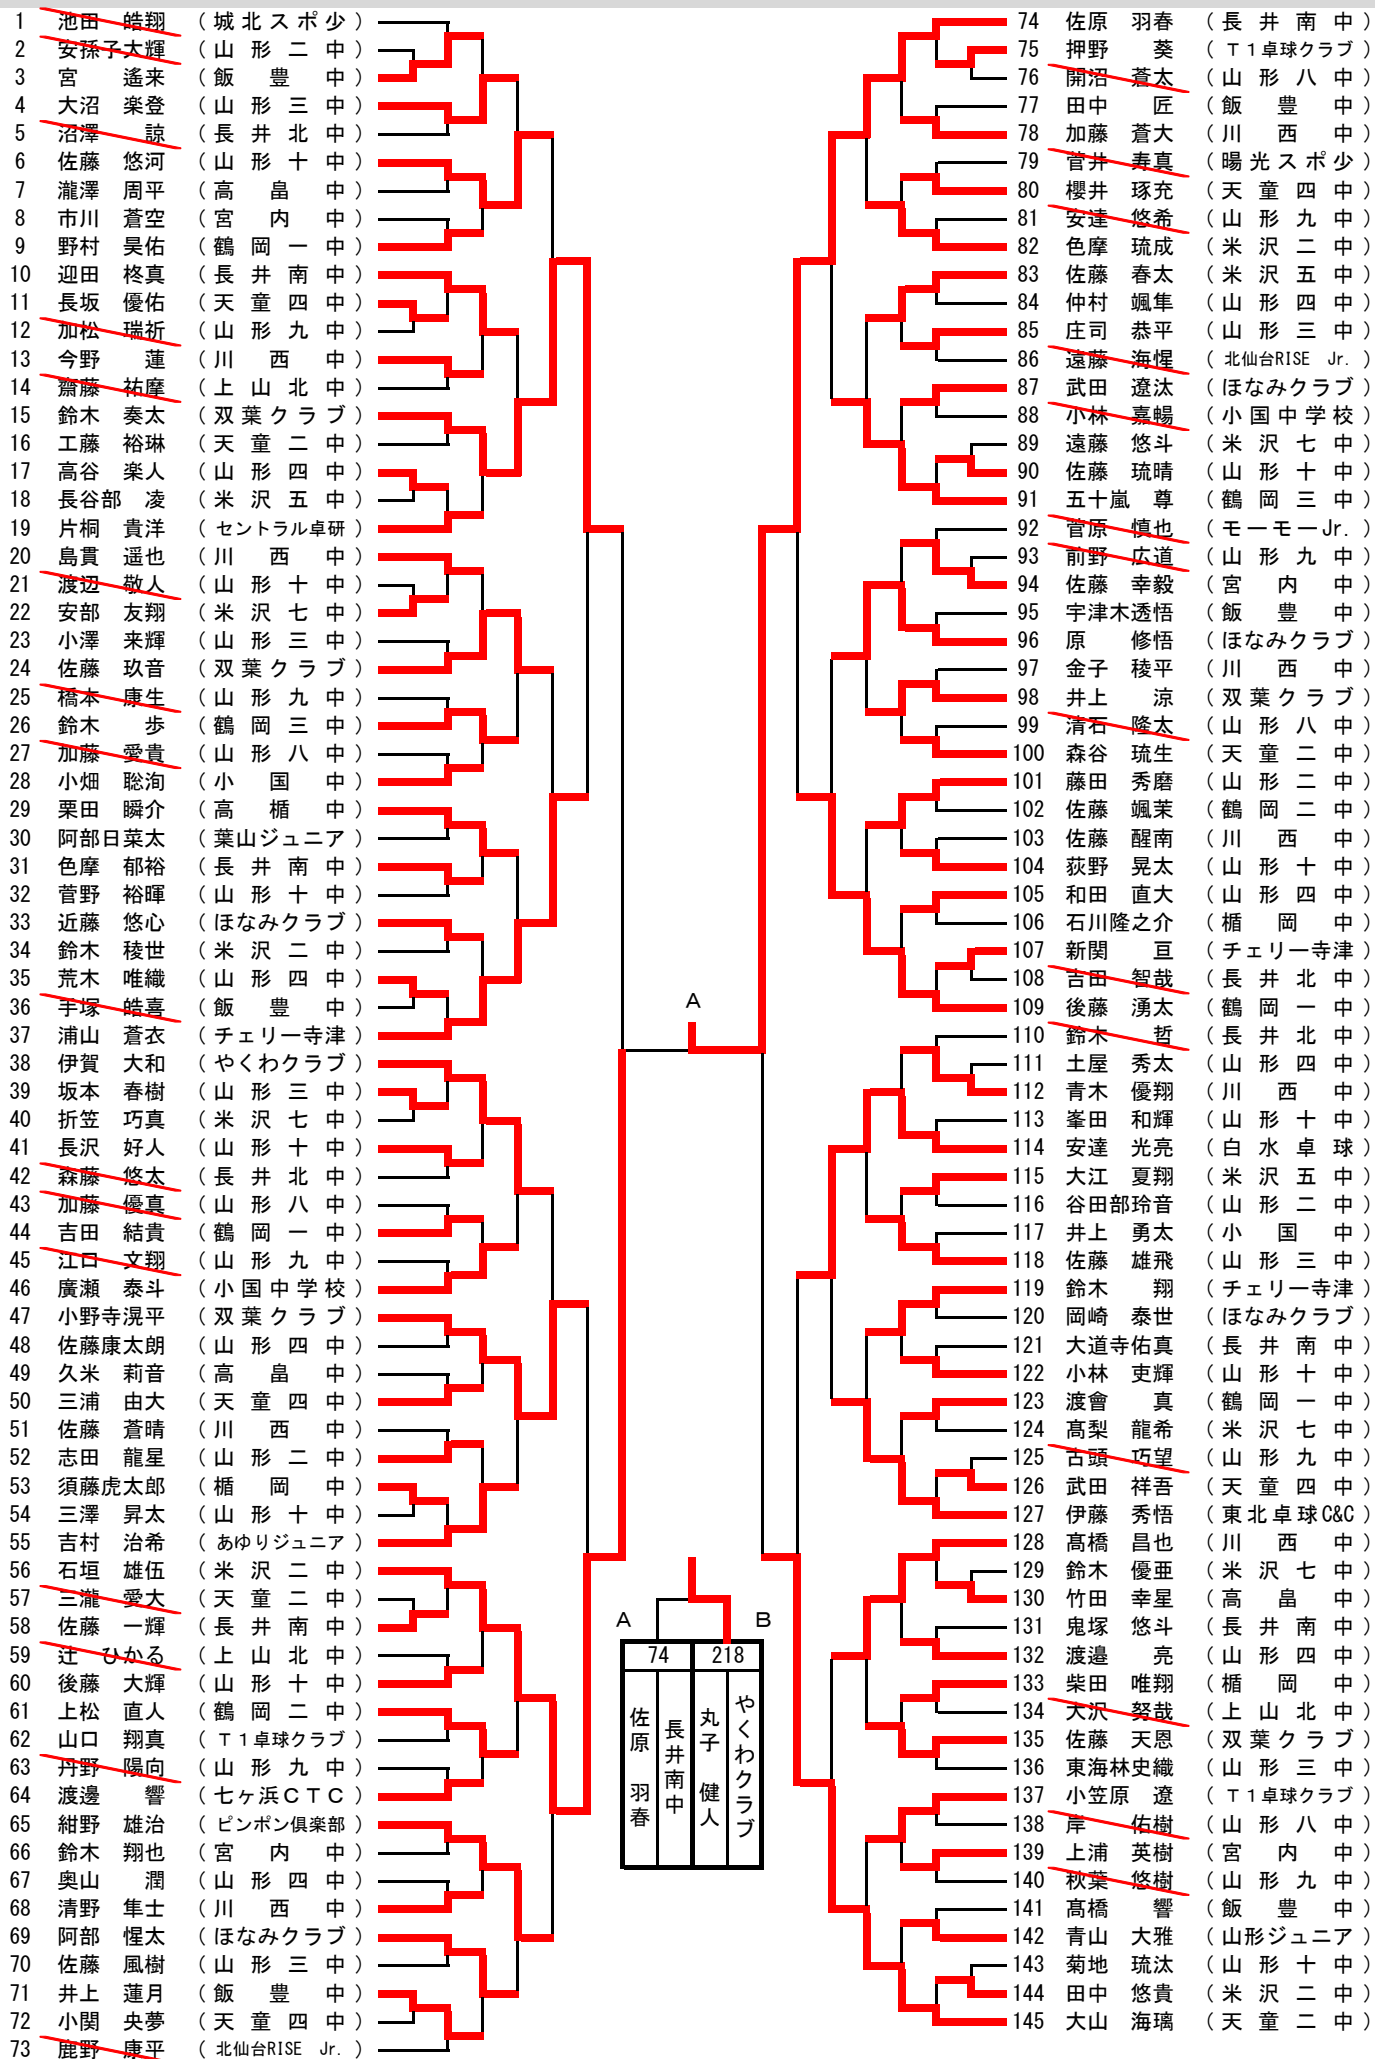 1 池田 皓翔 (城北スポ少)
2 安孫子大輝 (山形二中)
3 宮 遙来 (飯豊中)
4 大沼 楽登 (山形三中)
5 沼澤 諒 (長井北中)
6 佐藤 悠河 (山形十中)
7 瀧澤 周平 (高畠中)
8 市川 蒼空 (宮内中)
9 野村 昊佑 (鶴岡一中)
10 迎田 柊真 (長井南中)
11 長坂 優佑 (天童四中)
12 加松 瑞祈 (山形九中)
13 今野 蓮 (川西中)
14 齋藤 祐摩 (上山北中)
15 鈴木 奏太 (双葉クラブ)
16 工藤 裕琳 (天童二中)
17 高谷 楽人 (山形四中)
18 長谷部 凌 (米沢五中)
19 片桐 貴洋 (セントラル卓研)
20 島貫 遥也 (川西中)
21 渡辺 敬人 (山形十中)
22 安部 友翔 (米沢七中)
23 小澤 来輝 (山形三中)
24 佐藤 玖音 (双葉クラブ)
25 橋本 康生 (山形九中)
26 鈴木 歩 (鶴岡三中)
27 加藤 愛貴 (山形八中)
28 小畑 聡洵 (小国中)
29 栗田 瞬介 (高楯中)
30 阿部日菜太 (葉山ジュニア)
31 色摩 郁裕 (長井南中)
32 菅野 裕暉 (山形十中)
33 近藤 悠心 (ほなみクラブ)
34 鈴木 稜世 (米沢二中)
35 荒木 唯織 (山形四中)
36 手塚 皓喜 (飯豊中)
37 浦山 蒼衣 (チェリー寺津)
38 伊賀 大和 (やくわクラブ)
39 坂本 春樹 (山形三中)
40 折笠 巧真 (米沢七中)
41 長沢 好人 (山形十中)
42 森藤 悠太 (長井北中)
43 加藤 優真 (山形八中)
44 吉田 結貴 (鶴岡一中)
45 江口 文翔 (山形九中)
46 廣瀬 泰斗 (小国中学校)
47 小野寺滉平 (双葉クラブ)
48 佐藤康太朗 (山形四中)
49 久米 莉音 (高畠中)
50 三浦 由大 (天童四中)
51 佐藤 蒼晴 (川西中)
52 志田 龍星 (山形二中)
53 須藤虎太郎 (楯岡中)
54 三澤 昇太 (山形十中)
55 吉村 治希 (あゆりジュニア)
56 石垣 雄伍 (米沢二中)
57 三瀧 愛大 (天童二中)
58 佐藤 一輝 (長井南中)
59 辻 ひかる (上山北中)
60 後藤 大輝 (山形十中)
61 上松 直人 (鶴岡二中)
62 山口 翔真 (T1卓球クラブ)
63 丹野 陽向 (山形九中)
64 渡邊 響 (七ヶ浜CTC)
65 紺野 雄治 (ピンポン倶楽部)
66 鈴木 翔也 (宮内中)
67 奥山 潤 (山形四中)
68 清野 隼士 (川西中)
69 阿部 惺太 (ほなみクラブ)
70 佐藤 風樹 (山形三中)
71 井上 蓮月 (飯豊中)
72 小関 央夢 (天童四中)
73 鹿野 康平 (北仙台RISE Jr.)
A
A B
74 218
佐原 羽春
長井南中
丸子 健人
やくわクラブ
74 佐原 羽春 (長井南中)
75 押野 葵 (T1卓球クラブ)
76 開沼 蒼太 (山形八中)
77 田中 匠 (飯豊中)
78 加藤 蒼大 (川西中)
79 菅井 寿真 (暘光スポ少)
80 櫻井 琢充 (天童四中)
81 安達 悠希 (山形九中)
82 色摩 琉成 (米沢二中)
83 佐藤 春太 (米沢五中)
84 仲村 颯隼 (山形四中)
85 庄司 恭平 (山形三中)
86 遠藤 海惺 (北仙台RISE Jr.)
87 武田 遼汰 (ほなみクラブ)
88 小林 嘉暢 (小国中学校)
89 遠藤 悠斗 (米沢七中)
90 佐藤 琉晴 (山形十中)
91 五十嵐 尊 (鶴岡三中)
92 菅原 慎也 (モーモーJr.)
93 前野 広道 (山形九中)
94 佐藤 幸毅 (宮内中)
95 宇津木透悟 (飯豊中)
96 原 修悟 (ほなみクラブ)
97 金子 稜平 (川西中)
98 井上 涼 (双葉クラブ)
99 清石 隆太 (山形八中)
100 森谷 琉生 (天童二中)
101 藤田 秀磨 (山形二中)
102 佐藤 颯茉 (鶴岡二中)
103 佐藤 醒南 (川西中)
104 荻野 晃太 (山形十中)
105 和田 直大 (山形四中)
106 石川隆之介 (楯岡中)
107 新関 亘 (チェリー寺津)
108 吉田 智哉 (長井北中)
109 後藤 湧太 (鶴岡一中)
110 鈴木 哲 (長井北中)
111 土屋 秀太 (山形四中)
112 青木 優翔 (川西中)
113 峯田 和輝 (山形十中)
114 安達 光亮 (白水卓球)
115 大江 夏翔 (米沢五中)
116 谷田部玲音 (山形二中)
117 井上 勇太 (小国中)
118 佐藤 雄飛 (山形三中)
119 鈴木 翔 (チェリー寺津)
120 岡崎 泰世 (ほなみクラブ)
121 大道寺佑真 (長井南中)
122 小林 吏輝 (山形十中)
123 渡會 真 (鶴岡一中)
124 髙梨 龍希 (米沢七中)
125 古頭 巧望 (山形九中)
126 武田 祥吾 (天童四中)
127 伊藤 秀悟 (東北卓球C&C)
128 髙橋 昌也 (川西中)
129 鈴木 優亜 (米沢七中)
130 竹田 幸星 (高畠中)
131 鬼塚 悠斗 (長井南中)
132 渡邉 亮 (山形四中)
133 柴田 唯翔 (楯岡中)
134 大沢 努哉 (上山北中)
135 佐藤 天恩 (双葉クラブ)
136 東海林史織 (山形三中)
137 小笠原 遼 (T1卓球クラブ)
138 岸 佑樹 (山形八中)
139 上浦 英樹 (宮内中)
140 秋葉 悠樹 (山形九中)
141 髙橋 響 (飯豊中)
142 青山 大雅 (山形ジュニア)
143 菊地 琉汰 (山形十中)
144 田中 悠貴 (米沢二中)
145 大山 海璃 (天童二中)